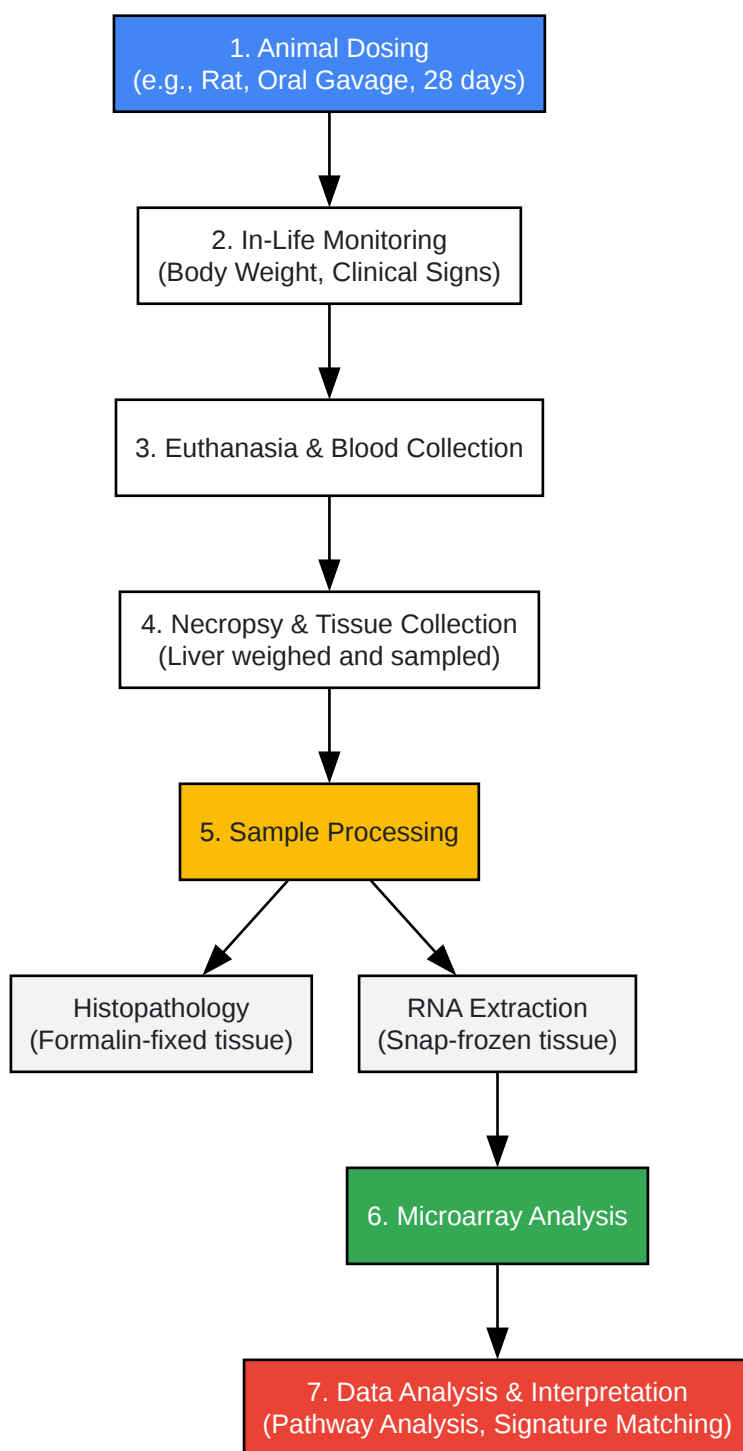 1. Animal Dosing
(e.g., Rat, Oral Gavage, 28 days)
2. In-Life Monitoring
(Body Weight, Clinical Signs)
3. Euthanasia & Blood Collection
4. Necropsy & Tissue Collection
(Liver weighed and sampled)
5. Sample Processing
Histopathology
(Formalin-fixed tissue)
RNA Extraction
(Snap-frozen tissue)
6. Microarray Analysis
7. Data Analysis & Interpretation
(Pathway Analysis, Signature Matching)